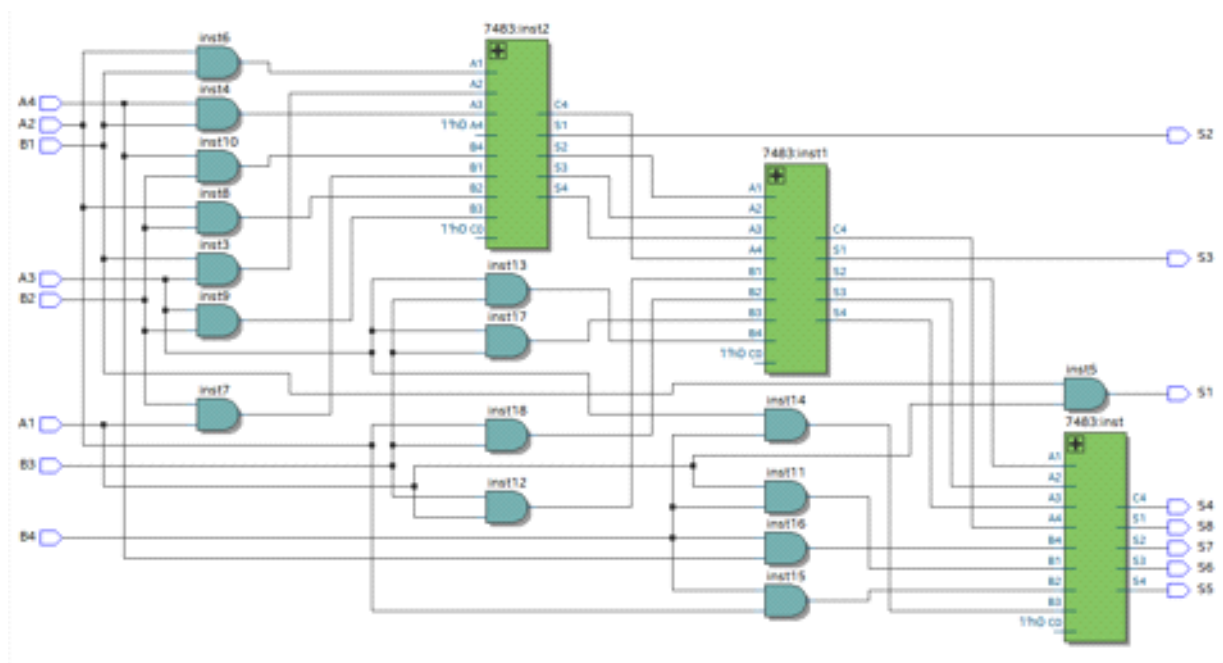 7483:inst2
inst6
A1
A2
inst4
A4
A3
C4
A2
1'h0 A4
S1
S2
B1
inst10
B4
S2
7483:inst1
B1
S3
inst8
B2
S4
A1
B3
A2
1'h0 C0
A3
C4
inst3
A4
S1
S3
A3
inst13
B1
S2
B2
inst9
B2
S3
inst17
B3
S4
B4
1'h0 C0
inst5
inst7
S1
inst14
A1
inst18
7483:inst
B3
A1
inst11
A2
inst12
A3
C4
S4
A4
S1
S8
inst16
B4
B4
S2
S7
B1
S3
S6
inst15
B2
S4
S5
B3
1'h0 C0